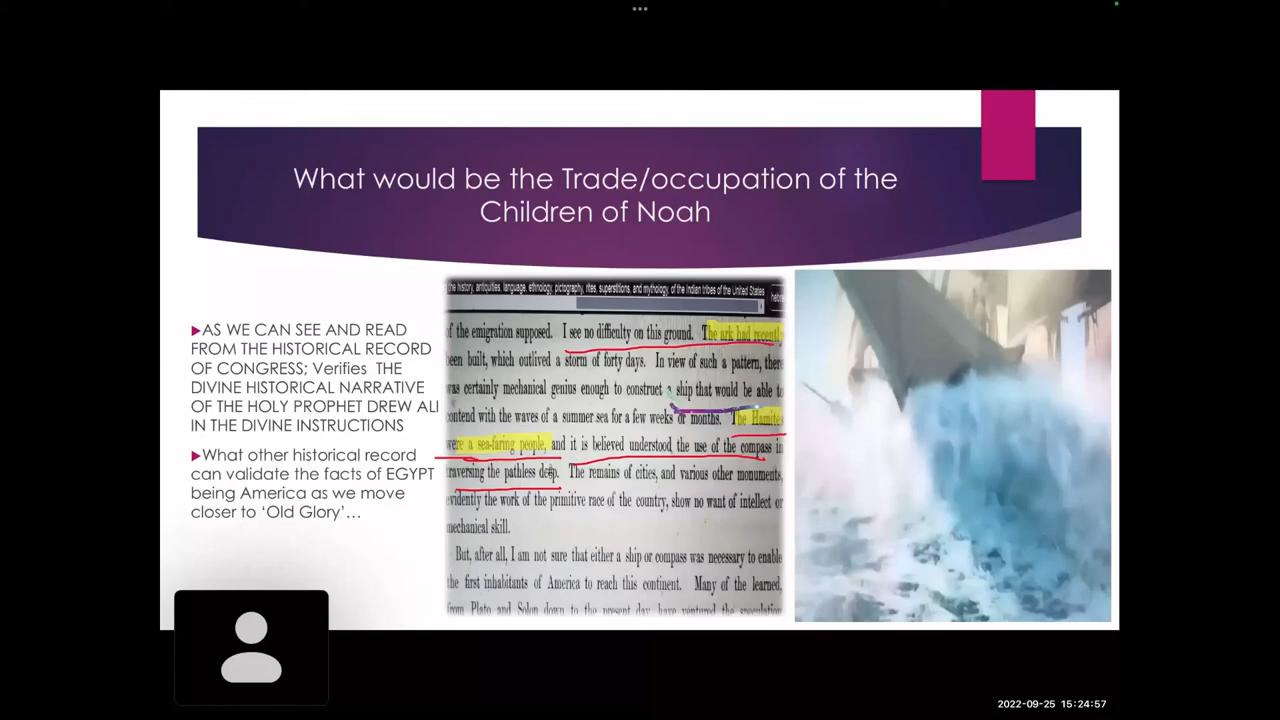 What would be the Trade/occupation of the
Children of Noah
AS WE CAN SEE AND READ
FROM THE HISTORICAL RECORD
OF CONGRESS; Verifies THE
DIVINE HISTORICAL NARRATIVE
OF THE HOLY PROPHET DREW ALI
IN THE DIVINE INSTRUCTIONS
What other historical record
can validate the facts of EGYPT
being America as we move
closer to ‘Old Glory’…
the history, antiquities, language, ethnology, pictography, rites, superstitions, and mythology, of the Indian tribes of the United States
of the emigration supposed. I see no difficulty on this ground. The ark had recently
been built, which outlived a storm of forty days. In view of such a pattern, there
was certainly mechanical genius enough to construct a ship that would be able to
contend with the waves of a summer sea for a few weeks or months. The Hamites
were a sea-faring people, and it is believed understood the use of the compass in
traversing the pathless deep. The remains of cities, and various other monuments,
evidently the work of the primitive race of the country, show no want of intellect or
mechanical skill.
But, after all, I am not sure that either a ship or compass was necessary to enable
the first inhabitants of America to reach this continent. Many of the learned,
from Plato and Solon down to the present day, have ventured the speculation
2022-09-25 15:24:57